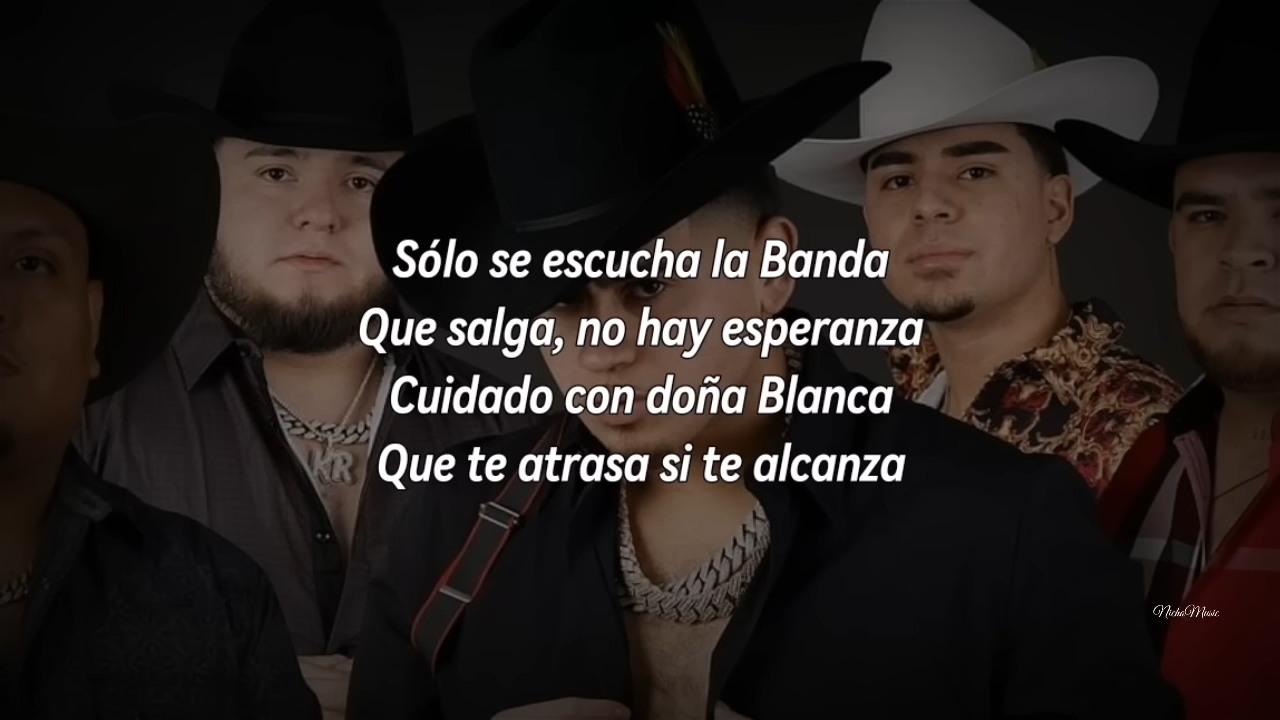 Sólo se escucha la Banda
Que salga, no hay esperanza
Cuidado con doña Blanca
Que te atrasa si te alcanza
KR
NichoMusic